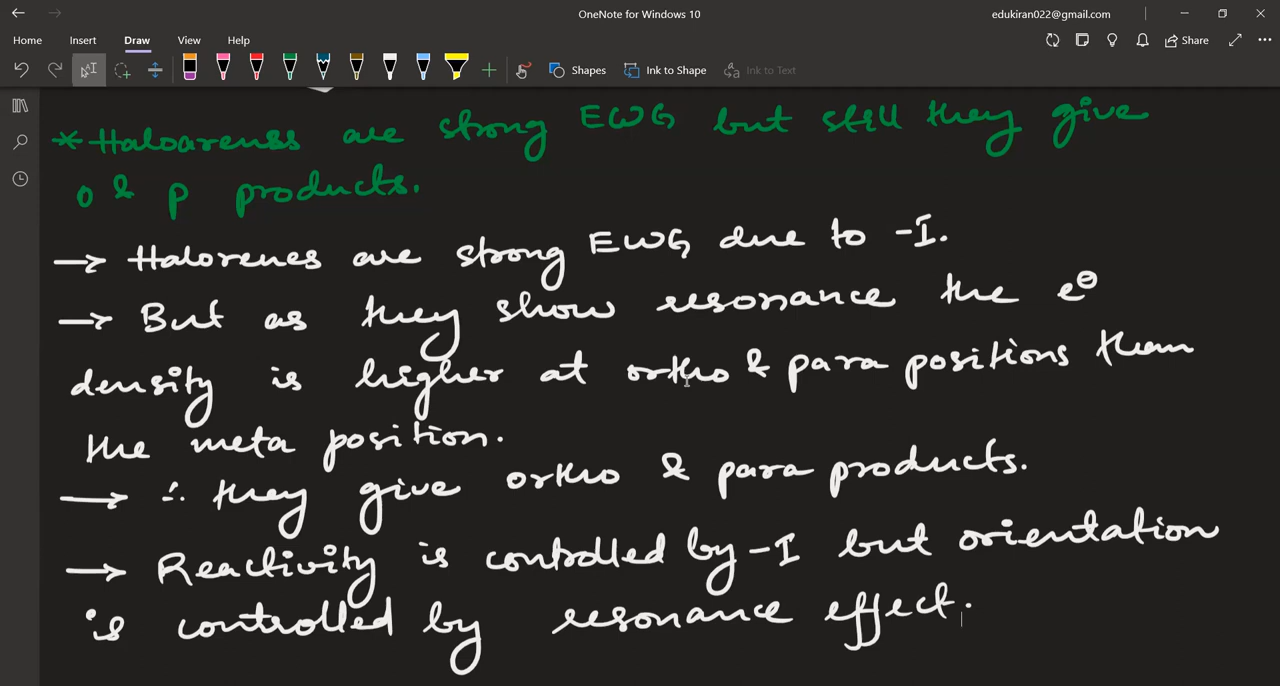 OneNote for Windows 10
edukiran022@gmail.com
Home Insert Draw View Help
Share
Shapes Ink to Shape Ink to Text
* Haloarenes are strong EWG but still they give
o & p products.
→ Halorenes are strong EWG due to -I.
→ But as they show resonance the e⊖
density is higher at ortho & para positions than
the meta position.
→ ∴ they give ortho & para products.
→ Reactivity is controlled by -I but orientation
is controlled by resonance effect.